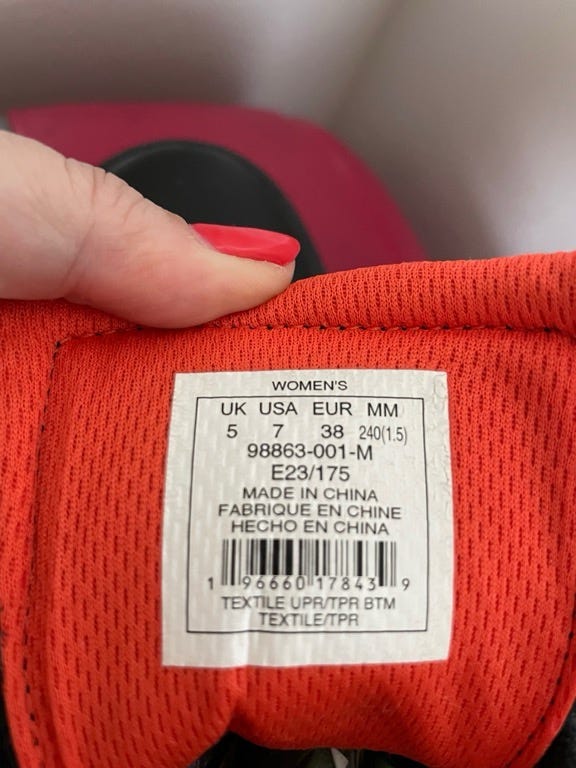 WOMEN'S
UK USA EUR MM
5 7 38 240(1.5)
98863-001-M
E23/175
MADE IN CHINA
FABRIQUE EN CHINE
HECHO EN CHINA
1 96660 17843 9
TEXTILE UPR/TPR BTM
TEXTILE/TPR